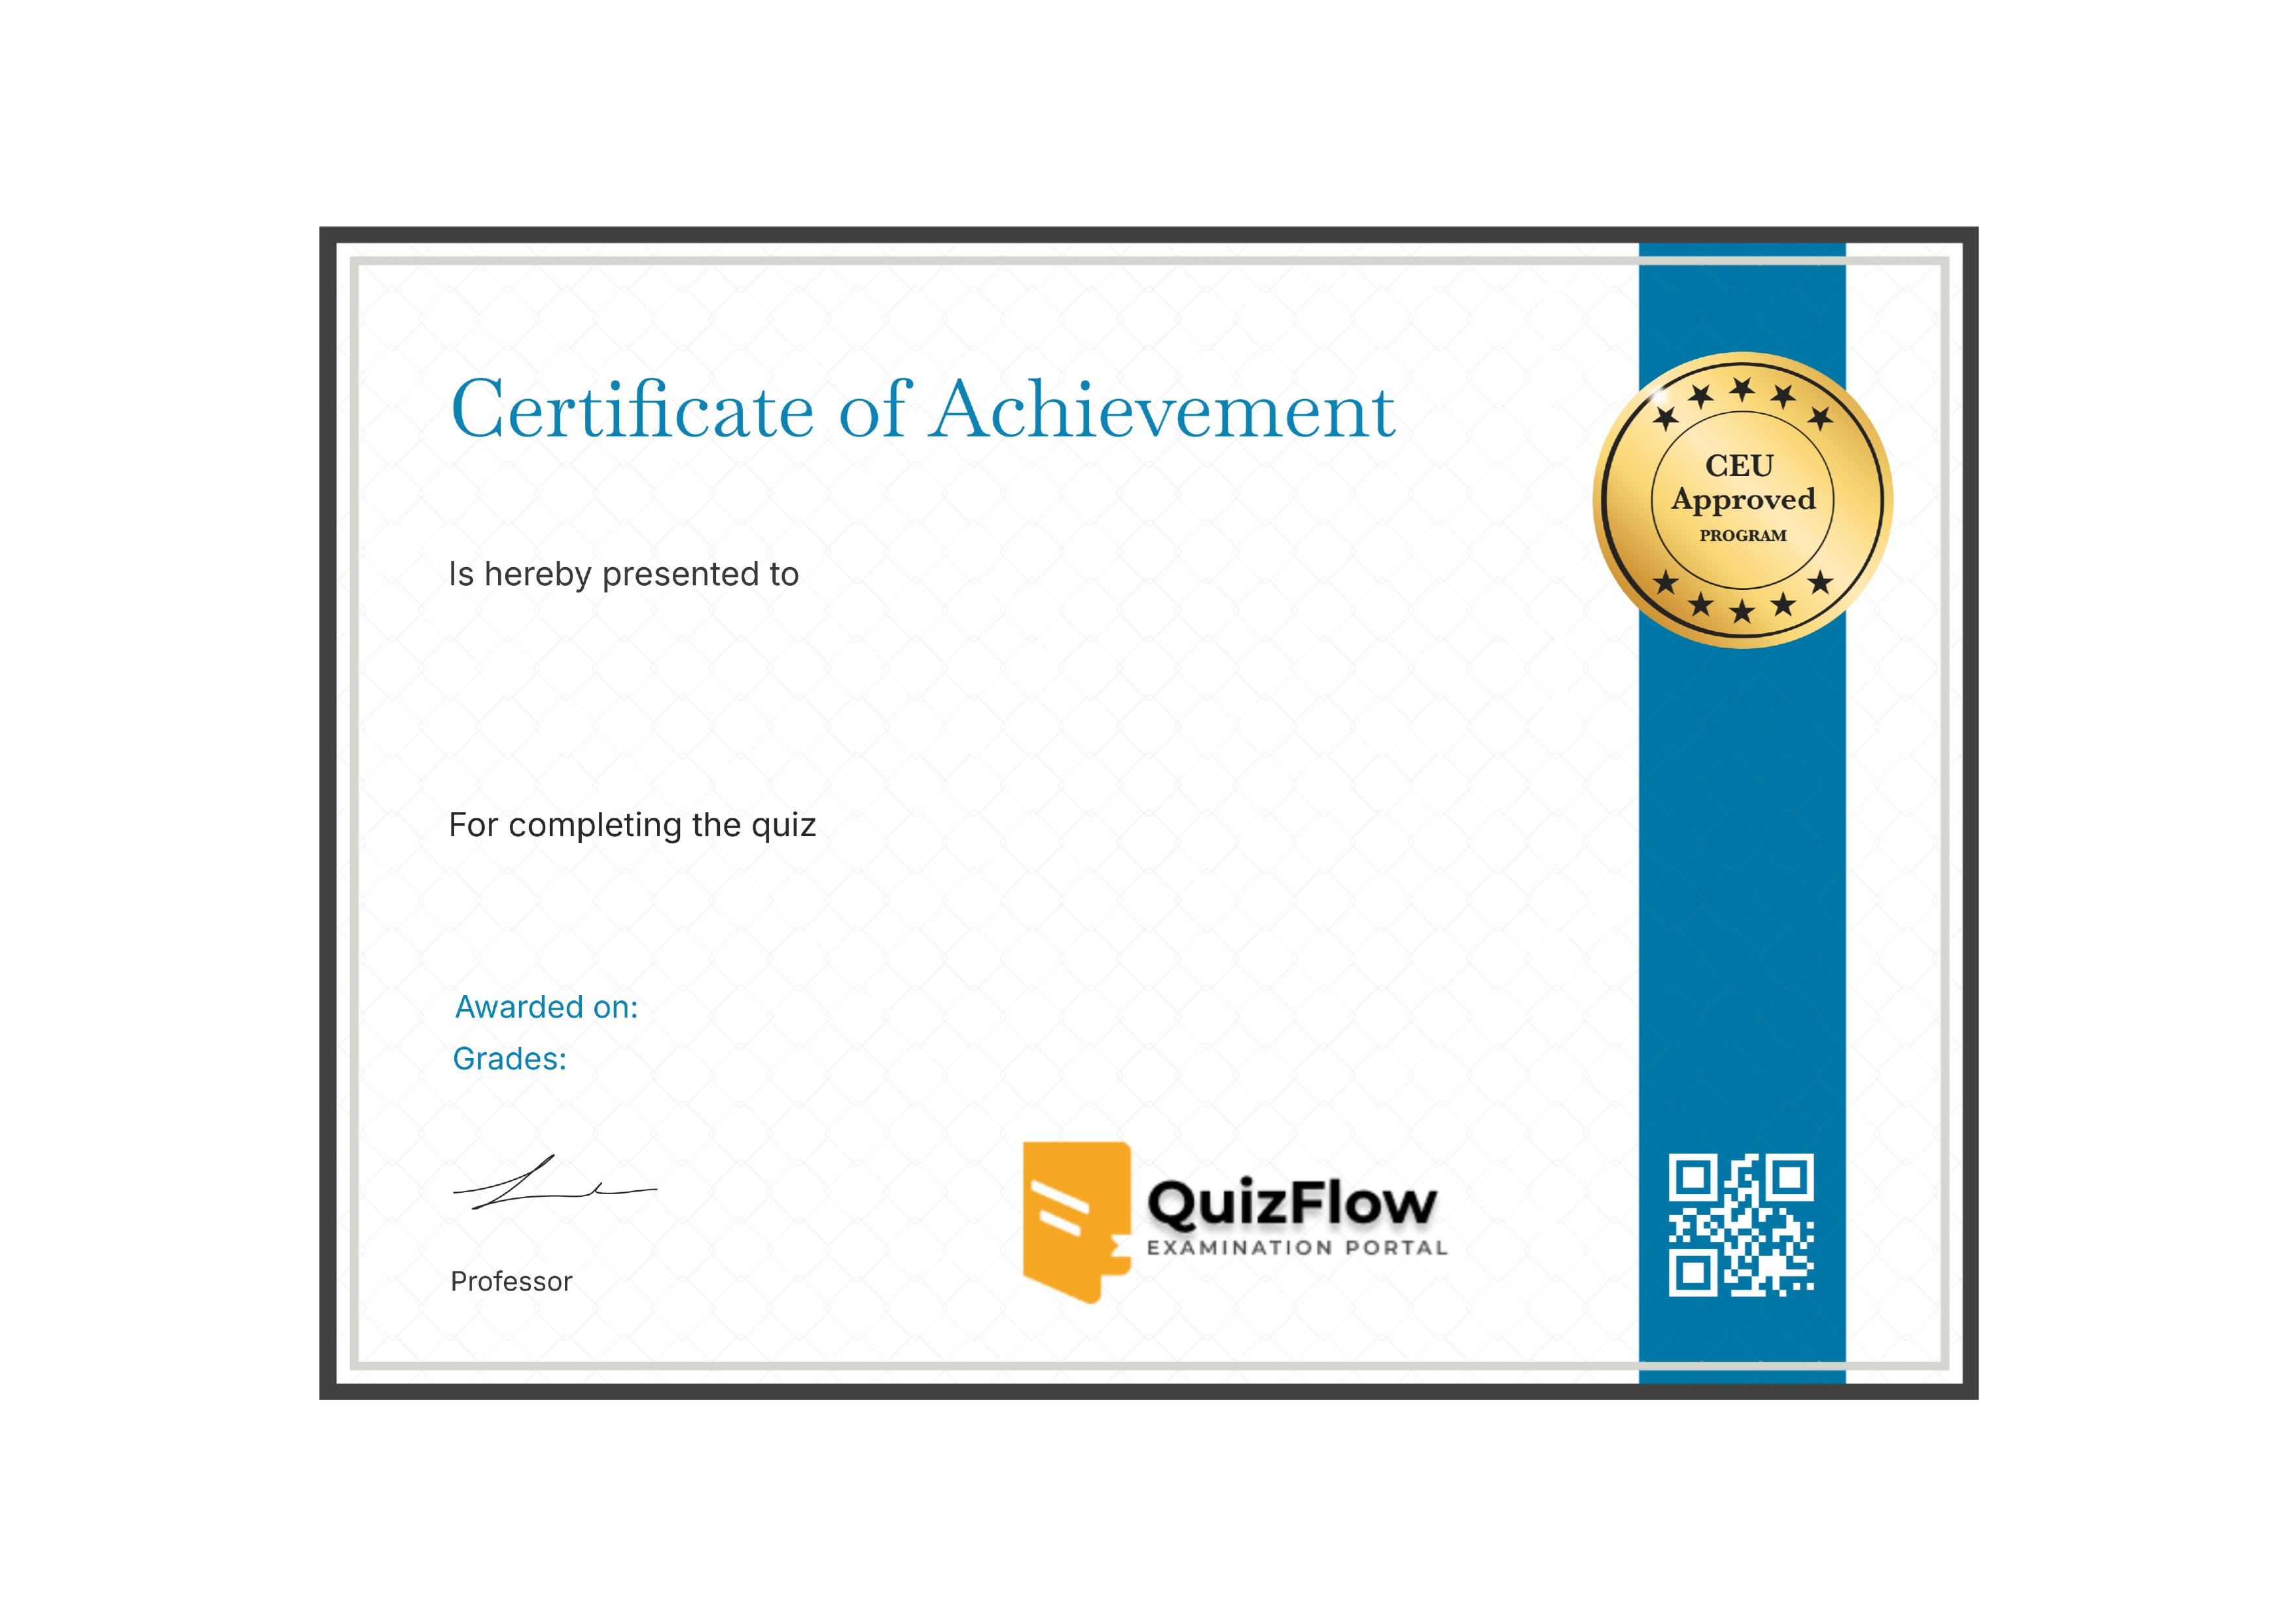 Certificate of Achievement
CEU
Approved
PROGRAM
Is hereby presented to
For completing the quiz
Awarded on:
Grades:
Professor
QuizFlow
EXAMINATION PORTAL